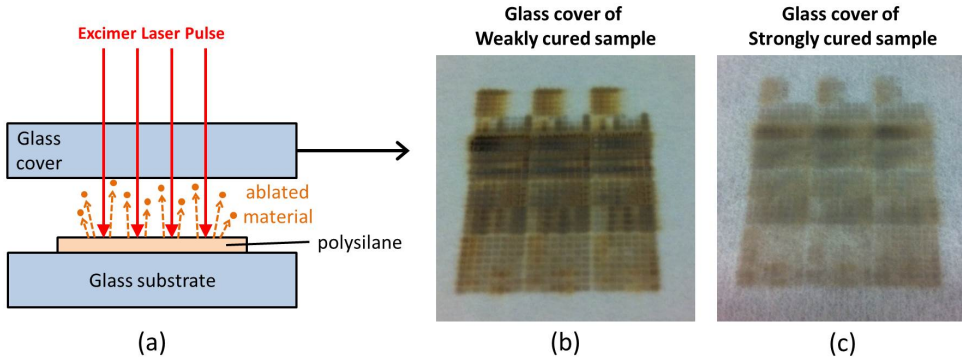 Excimer Laser Pulse
Glass
cover
ablated
material
polysilane
Glass substrate
(a)
Glass cover of
Weakly cured sample
(b)
Glass cover of
Strongly cured sample
(c)